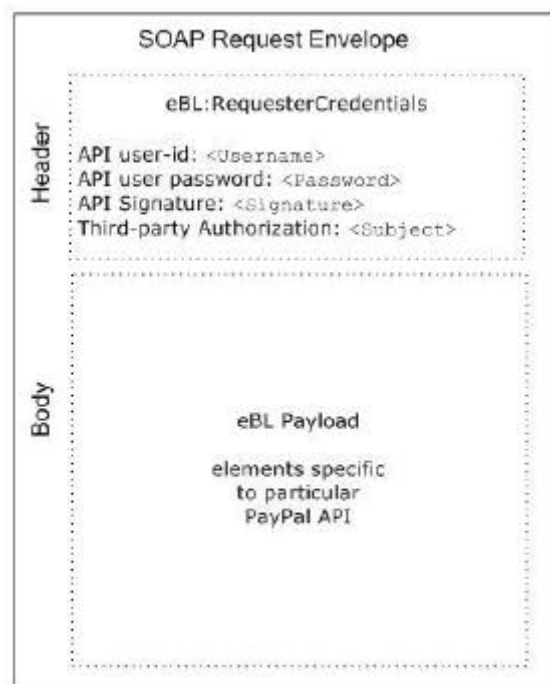 SOAP Request Envelope
Header
eBL:RequesterCredentials
API user-id: <Username>
API user password: <Password>
API Signature: <Signature>
Third-party Authorization: <Subject>
Body
eBL Payload
elements specific
to particular
PayPal API